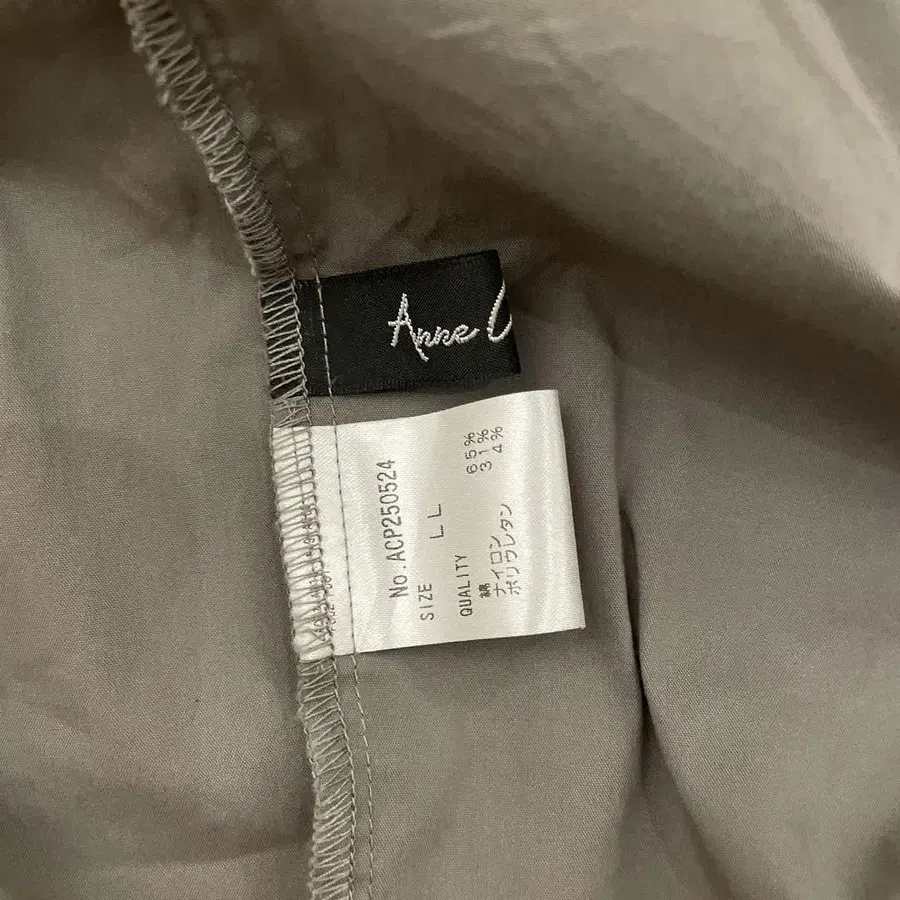 Anne
No.ACP250524
SIZE LL
QUALITY
綿 65%
ナイロン 31%
ポリウレタン 4%